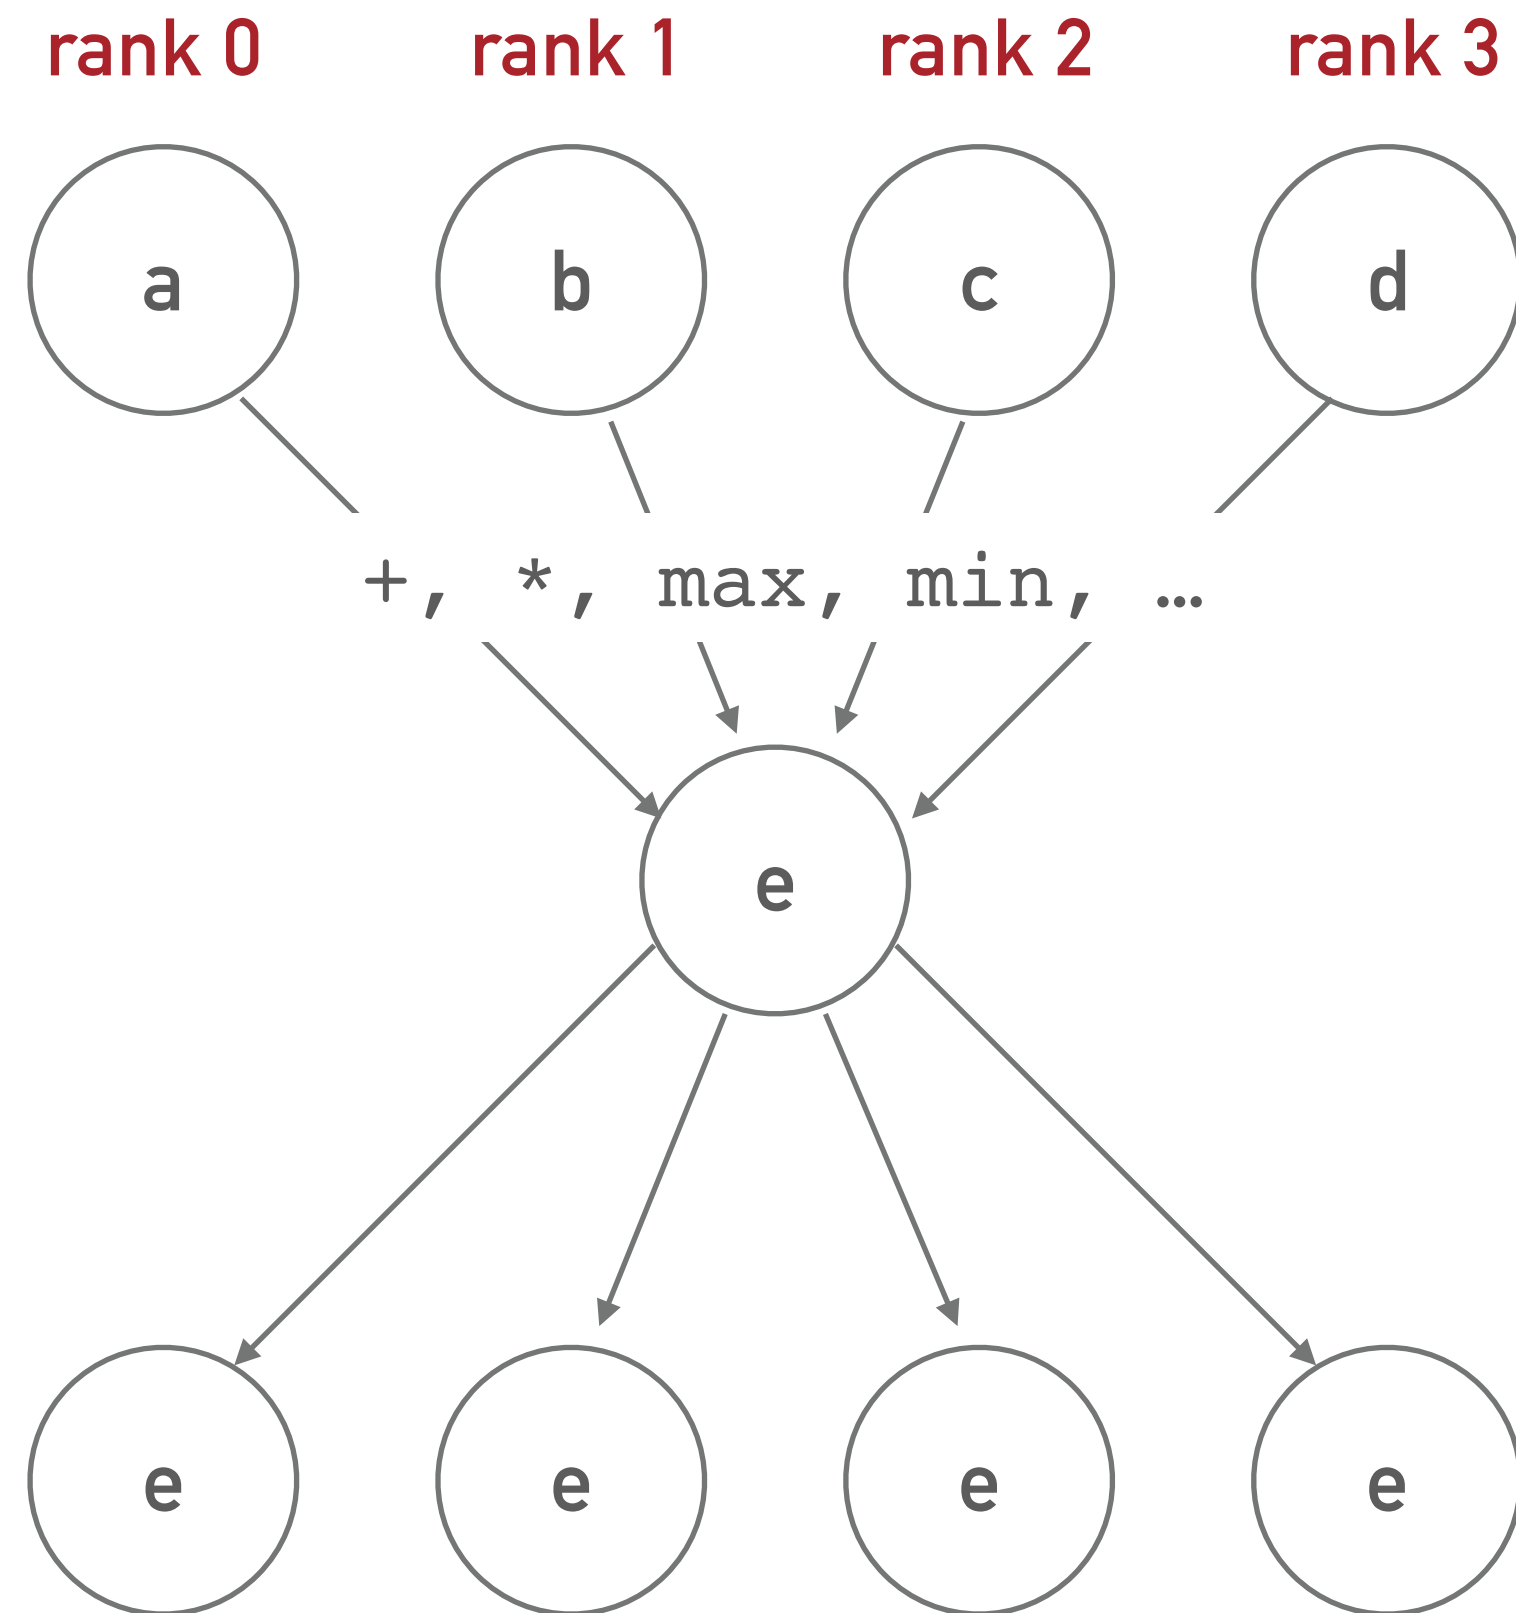 rank 0 rank 1 rank 2 rank 3
a b c d
+, *, max, min, …
e
e e e e